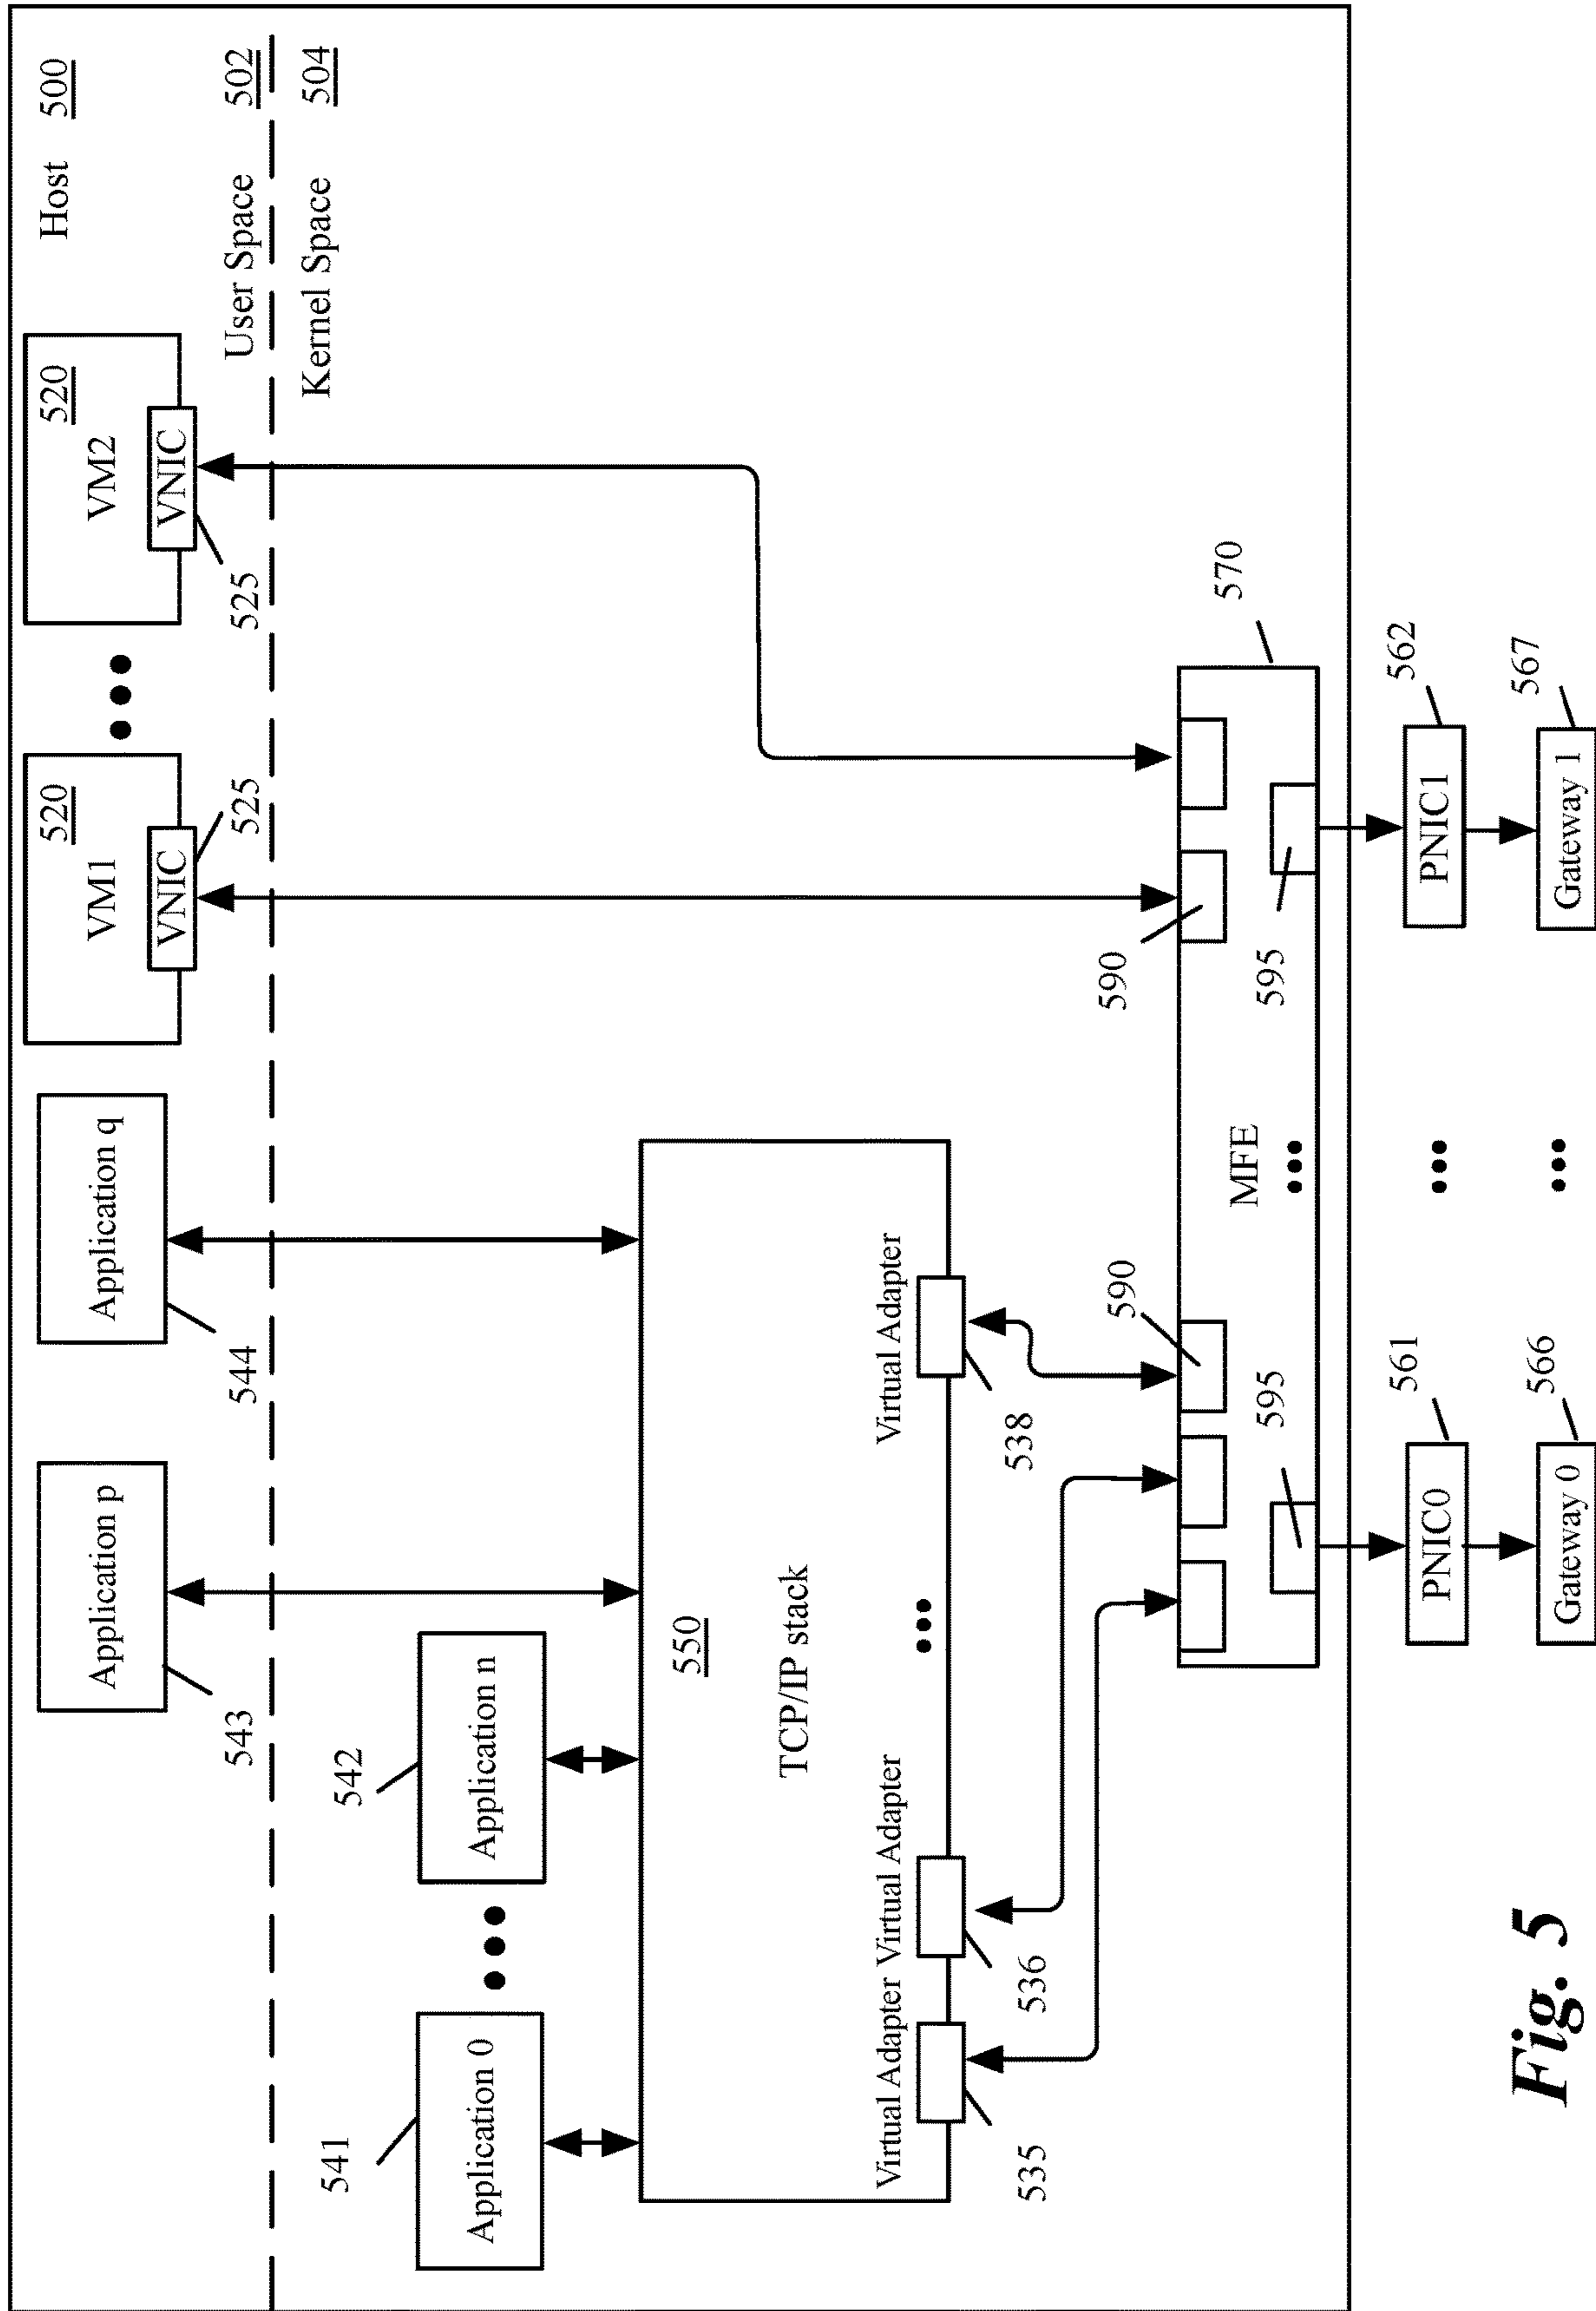 Host 500
User Space 502
Kernel Space 504
Application p
543
Application q
544
520
VM1
VNIC
525
520
VM2
VNIC
525
541
Application 0
542
Application n
550
TCP/IP stack
Virtual Adapter
535
Virtual Adapter
536
Virtual Adapter
538
590
590
570
MFE
595
595
PNIC0
561
PNIC1
562
Gateway 0
566
Gateway 1
567
Fig. 5